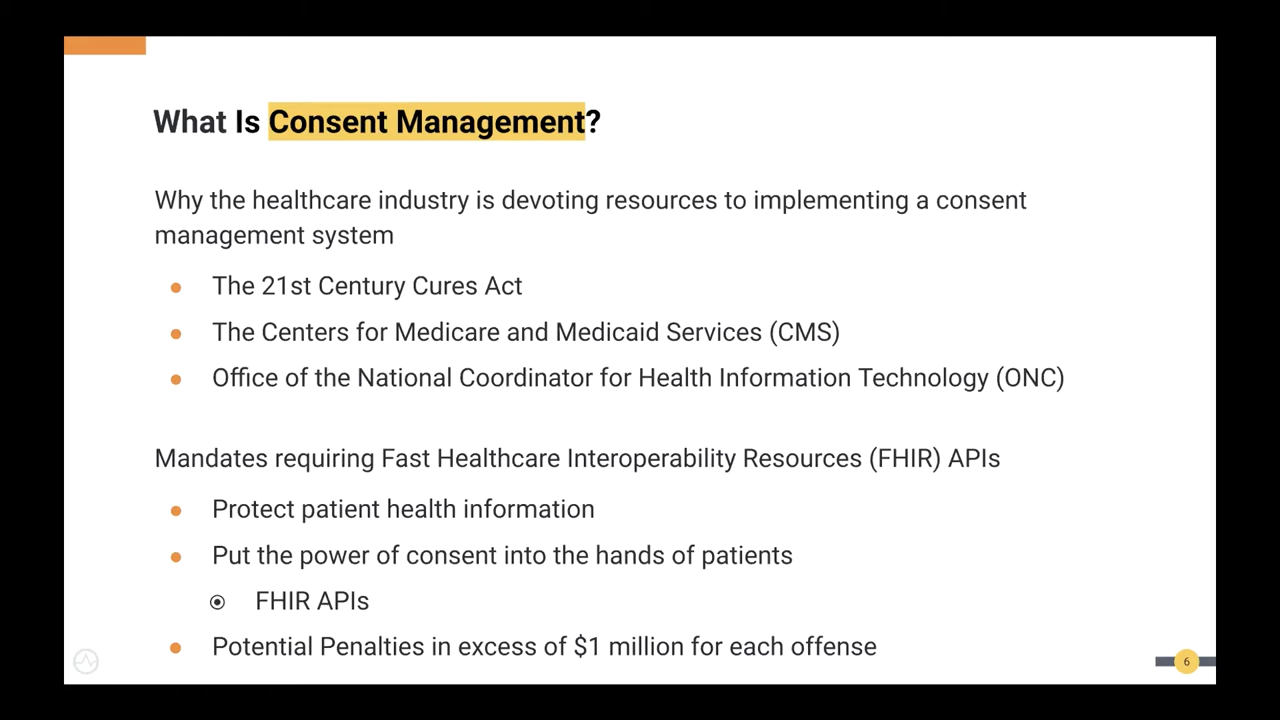 What Is Consent Management?
Why the healthcare industry is devoting resources to implementing a consent
management system
The 21st Century Cures Act
The Centers for Medicare and Medicaid Services (CMS)
Office of the National Coordinator for Health Information Technology (ONC)
Mandates requiring Fast Healthcare Interoperability Resources (FHIR) APIs
Protect patient health information
Put the power of consent into the hands of patients
FHIR APIs
Potential Penalties in excess of $1 million for each offense
6